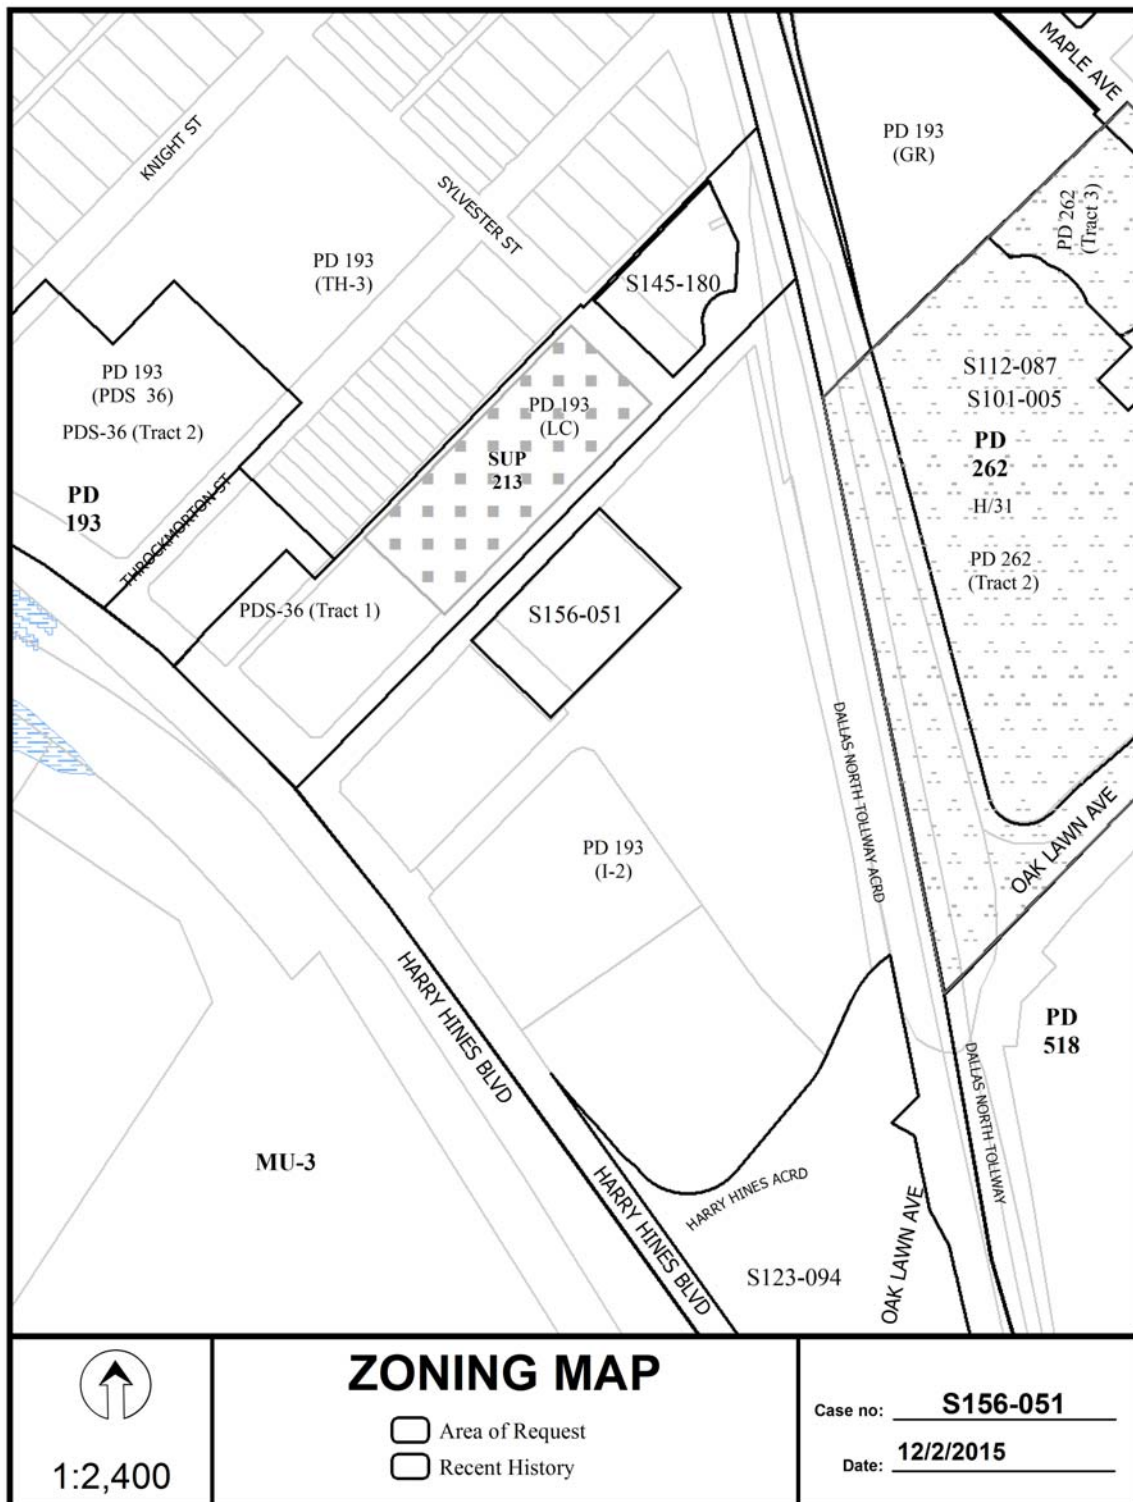 MAPLE AVE
PD 193
(GR)
KNIGHT ST
SYLVESTER ST
PD 262
(Tract 3)
PD 193
(TH-3)
S145-180
PD 193
(PDS 36)
PDS-36 (Tract 2)
PD 193
(LC)
S112-087
S101-005
PD
262
SUP
213
PD
193
H/31
THROCKMORTON ST
PD 262
(Tract 2)
PDS-36 (Tract 1)
S156-051
DALLAS NORTH TOLLWAY ACRD
OAK LAWN AVE
PD 193
(I-2)
HARRY HINES BLVD
PD
518
DALLAS NORTH TOLLWAY
MU-3
HARRY HINES BLVD
HARRY HINES ACRD
OAK LAWN AVE
S123-094
1:2,400
ZONING MAP
Area of Request
Recent History
Case no: S156-051
Date: 12/2/2015